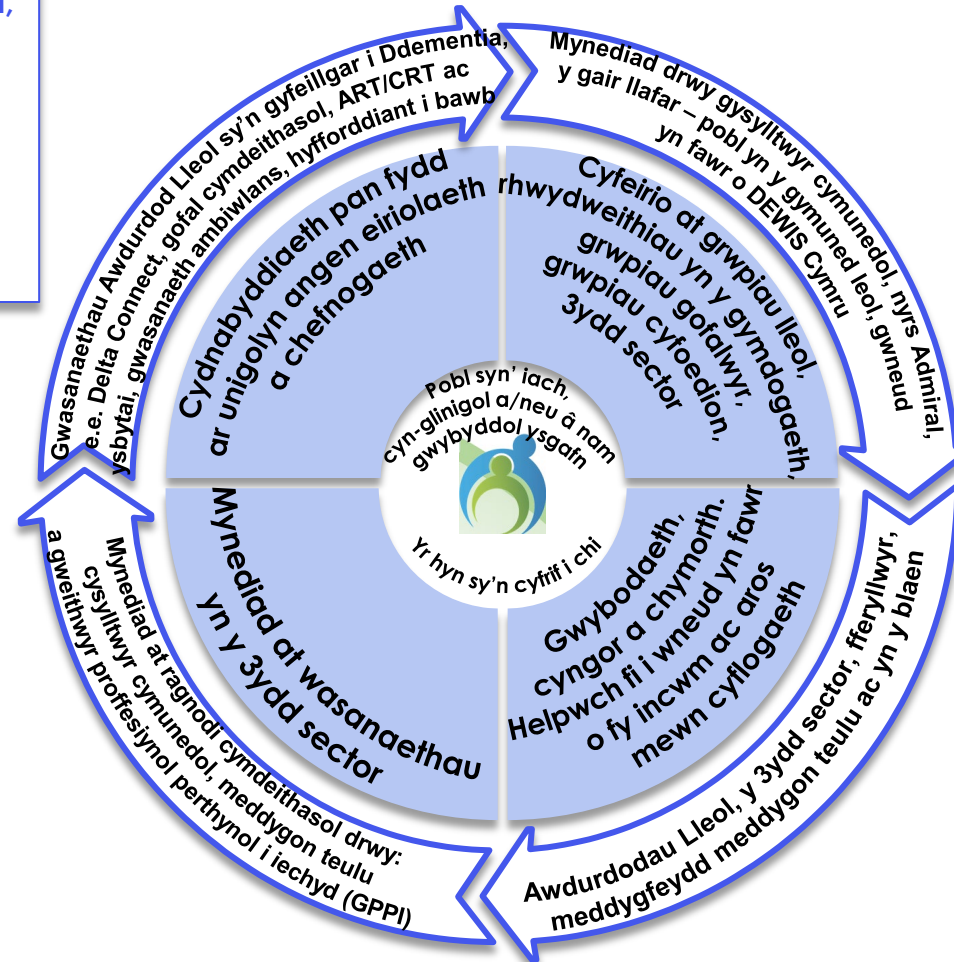 Gwasanaethau Awdurdod Lleol sy'n gyfeillgar i Ddementia,
e.e. Delta Connect, gofal cymdeithasol, ART/CRT ac
ysbytai, gwasanaeth ambiwlans, hyfforddiant i bawb
Mynediad drwy gysylltwyr cymunedol, nyrs Admiral,
y gair llafar – pobl yn y gymuned leol, gwneud
yn fawr o DEWIS Cymru
Cydnabyddiaeth pan fydd
ar unigolyn angen eiriolaeth
a chefnogaeth
Cyfeirio at grwpiau lleol,
rhwydweithiau yn y gymdogaeth,
grwpiau gofalwyr,
grwpiau cyfoedion,
3ydd sector
Pobl syn' iach,
cyn-glinigol a/neu â nam
gwybyddol ysgafn
Yr hyn sy'n cyfrif i chi
Mynediad at wasanaethau
yn y 3ydd sector
Gwybodaeth,
cyngor a chymorth.
Helpwch fi i wneud yn fawr
o fy incwm ac aros
mewn cyflogaeth
Mynediad at ragnodi cymdeithasol drwy:
cysylltwyr cymunedol, meddygon teulu
a gweithwyr proffesiynol perthynol i iechyd (GPPI)
Awdurdodau Lleol, y 3ydd sector, fferyllwyr,
meddygfeydd meddygon teulu ac yn y blaen